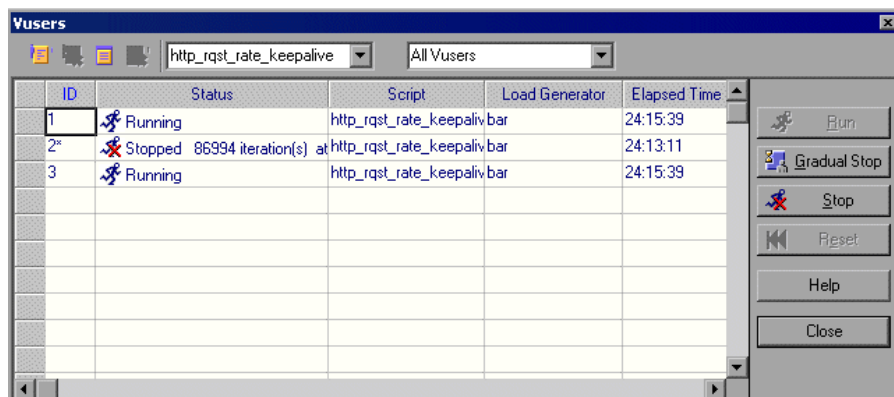 Vusers
http_rqst_rate_keepalive All Vusers
ID Status Script Load Generator Elapsed Time
1 Running http_rqst_rate_keepaliv bar 24:15:39
2* Stopped 86994 iteration(s) at http_rqst_rate_keepaliv bar 24:13:11
3 Running http_rqst_rate_keepaliv bar 24:15:39
Run
Gradual Stop
Stop
Reset
Help
Close